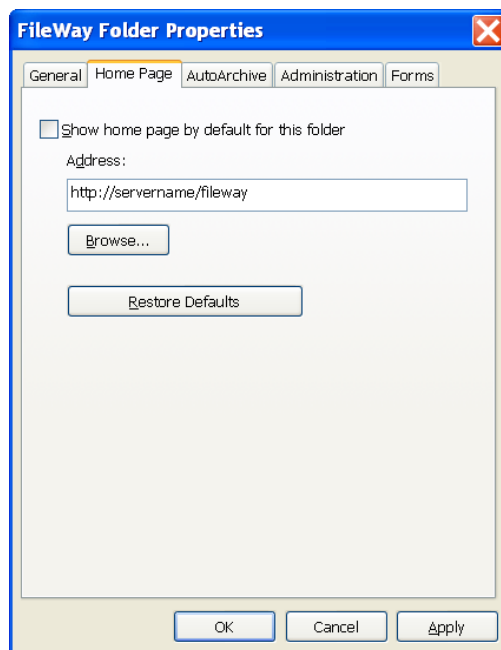 FileWay Folder Properties
General Home Page AutoArchive Administration Forms
Show home page by default for this folder
Address:
http://servername/fileway
Browse...
Restore Defaults
OK Cancel Apply